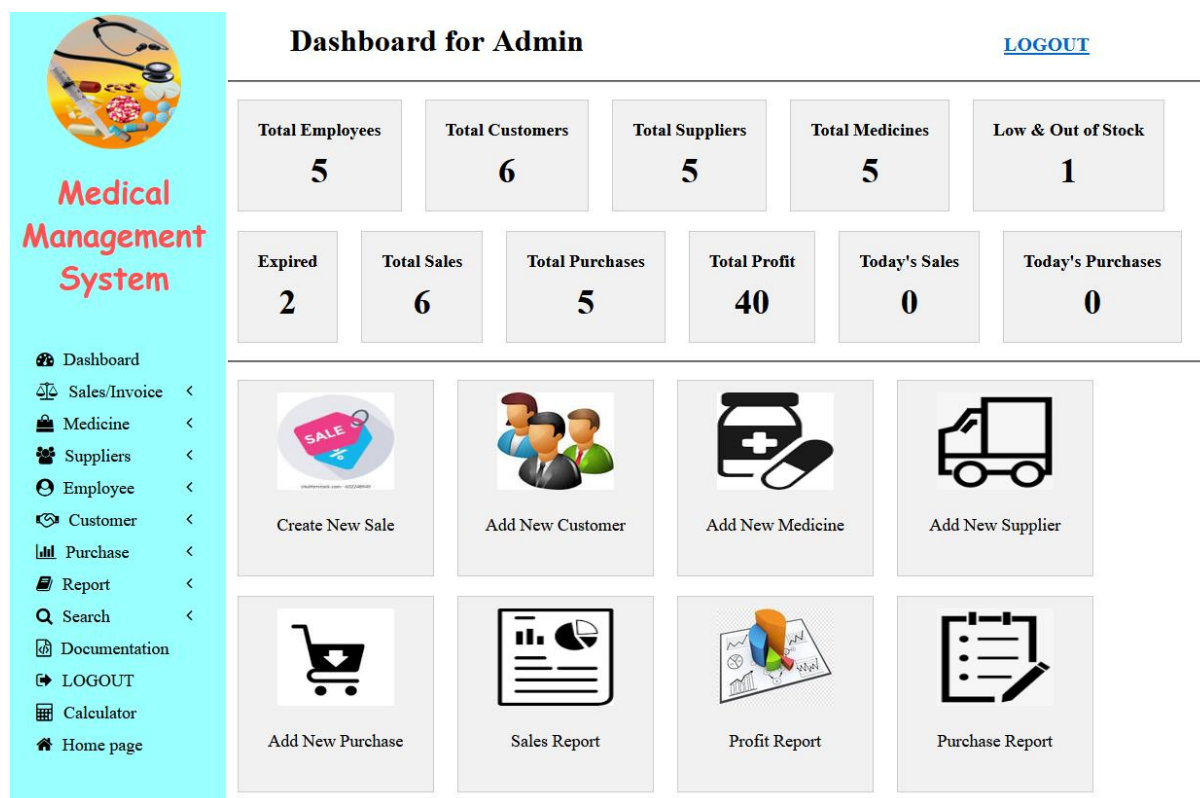 Medical
Management
System
Dashboard
Sales/Invoice
Medicine
Suppliers
Employee
Customer
Purchase
Report
Search
Documentation
LOGOUT
Calculator
Home page
Dashboard for Admin
LOGOUT
Total Employees
5
Total Customers
6
Total Suppliers
5
Total Medicines
5
Low & Out of Stock
1
Expired
2
Total Sales
6
Total Purchases
5
Total Profit
40
Today's Sales
0
Today's Purchases
0
SALE
%
Create New Sale
Add New Customer
Add New Medicine
Add New Supplier
Add New Purchase
Sales Report
Profit Report
Purchase Report